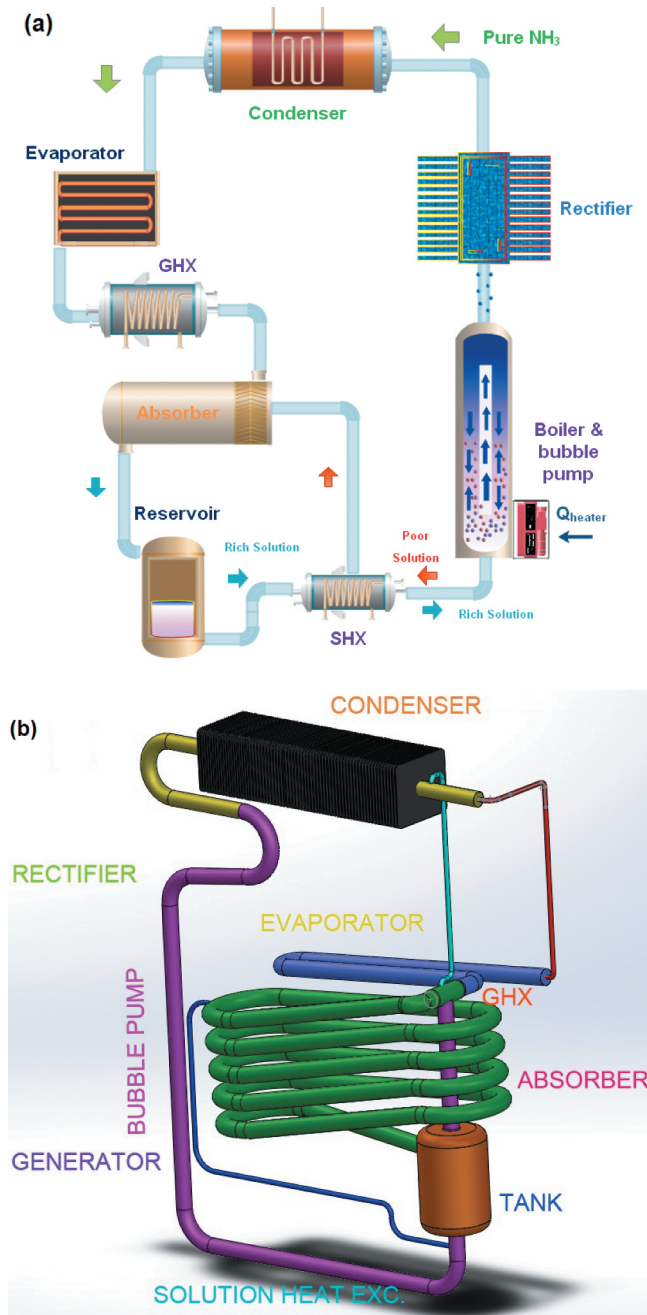 (a)
Pure NH₃
Condenser
Evaporator
Rectifier
GHX
Absorber
Boiler &
bubble
pump
Reservoir
Qheater
Rich Solution
Poor
Solution
Rich Solution
SHX
(b)
CONDENSER
RECTIFIER
EVAPORATOR
GHX
BUBBLE PUMP
ABSORBER
GENERATOR
TANK
SOLUTION HEAT EXC.